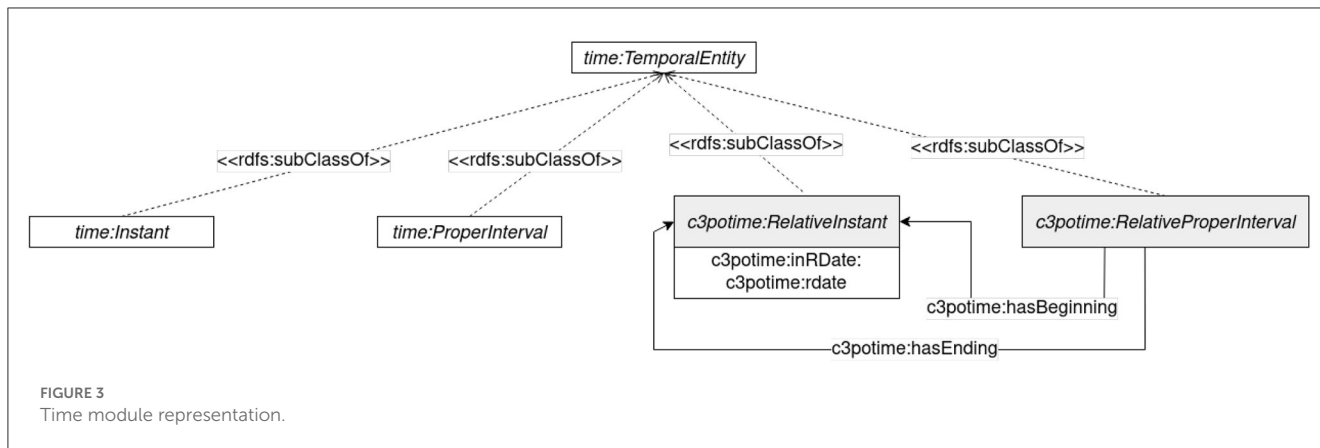 time:TemporalEntity
<<rdfs:subClassOf>>
<<rdfs:subClassOf>>
<<rdfs:subClassOf>>
<<rdfs:subClassOf>>
time:Instant
time:ProperInterval
c3potime:RelativeInstant
c3potime:inRDate:
c3potime:rdate
c3potime:RelativeProperInterval
c3potime:hasBeginning
c3potime:hasEnding
FIGURE 3
Time module representation.